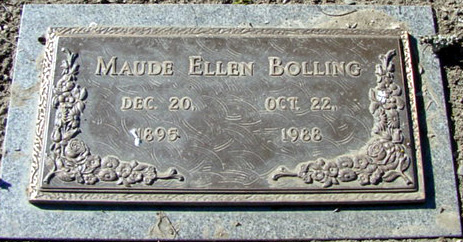 Maude Ellen Bolling
Dec. 20, Oct. 22,
1895 1988